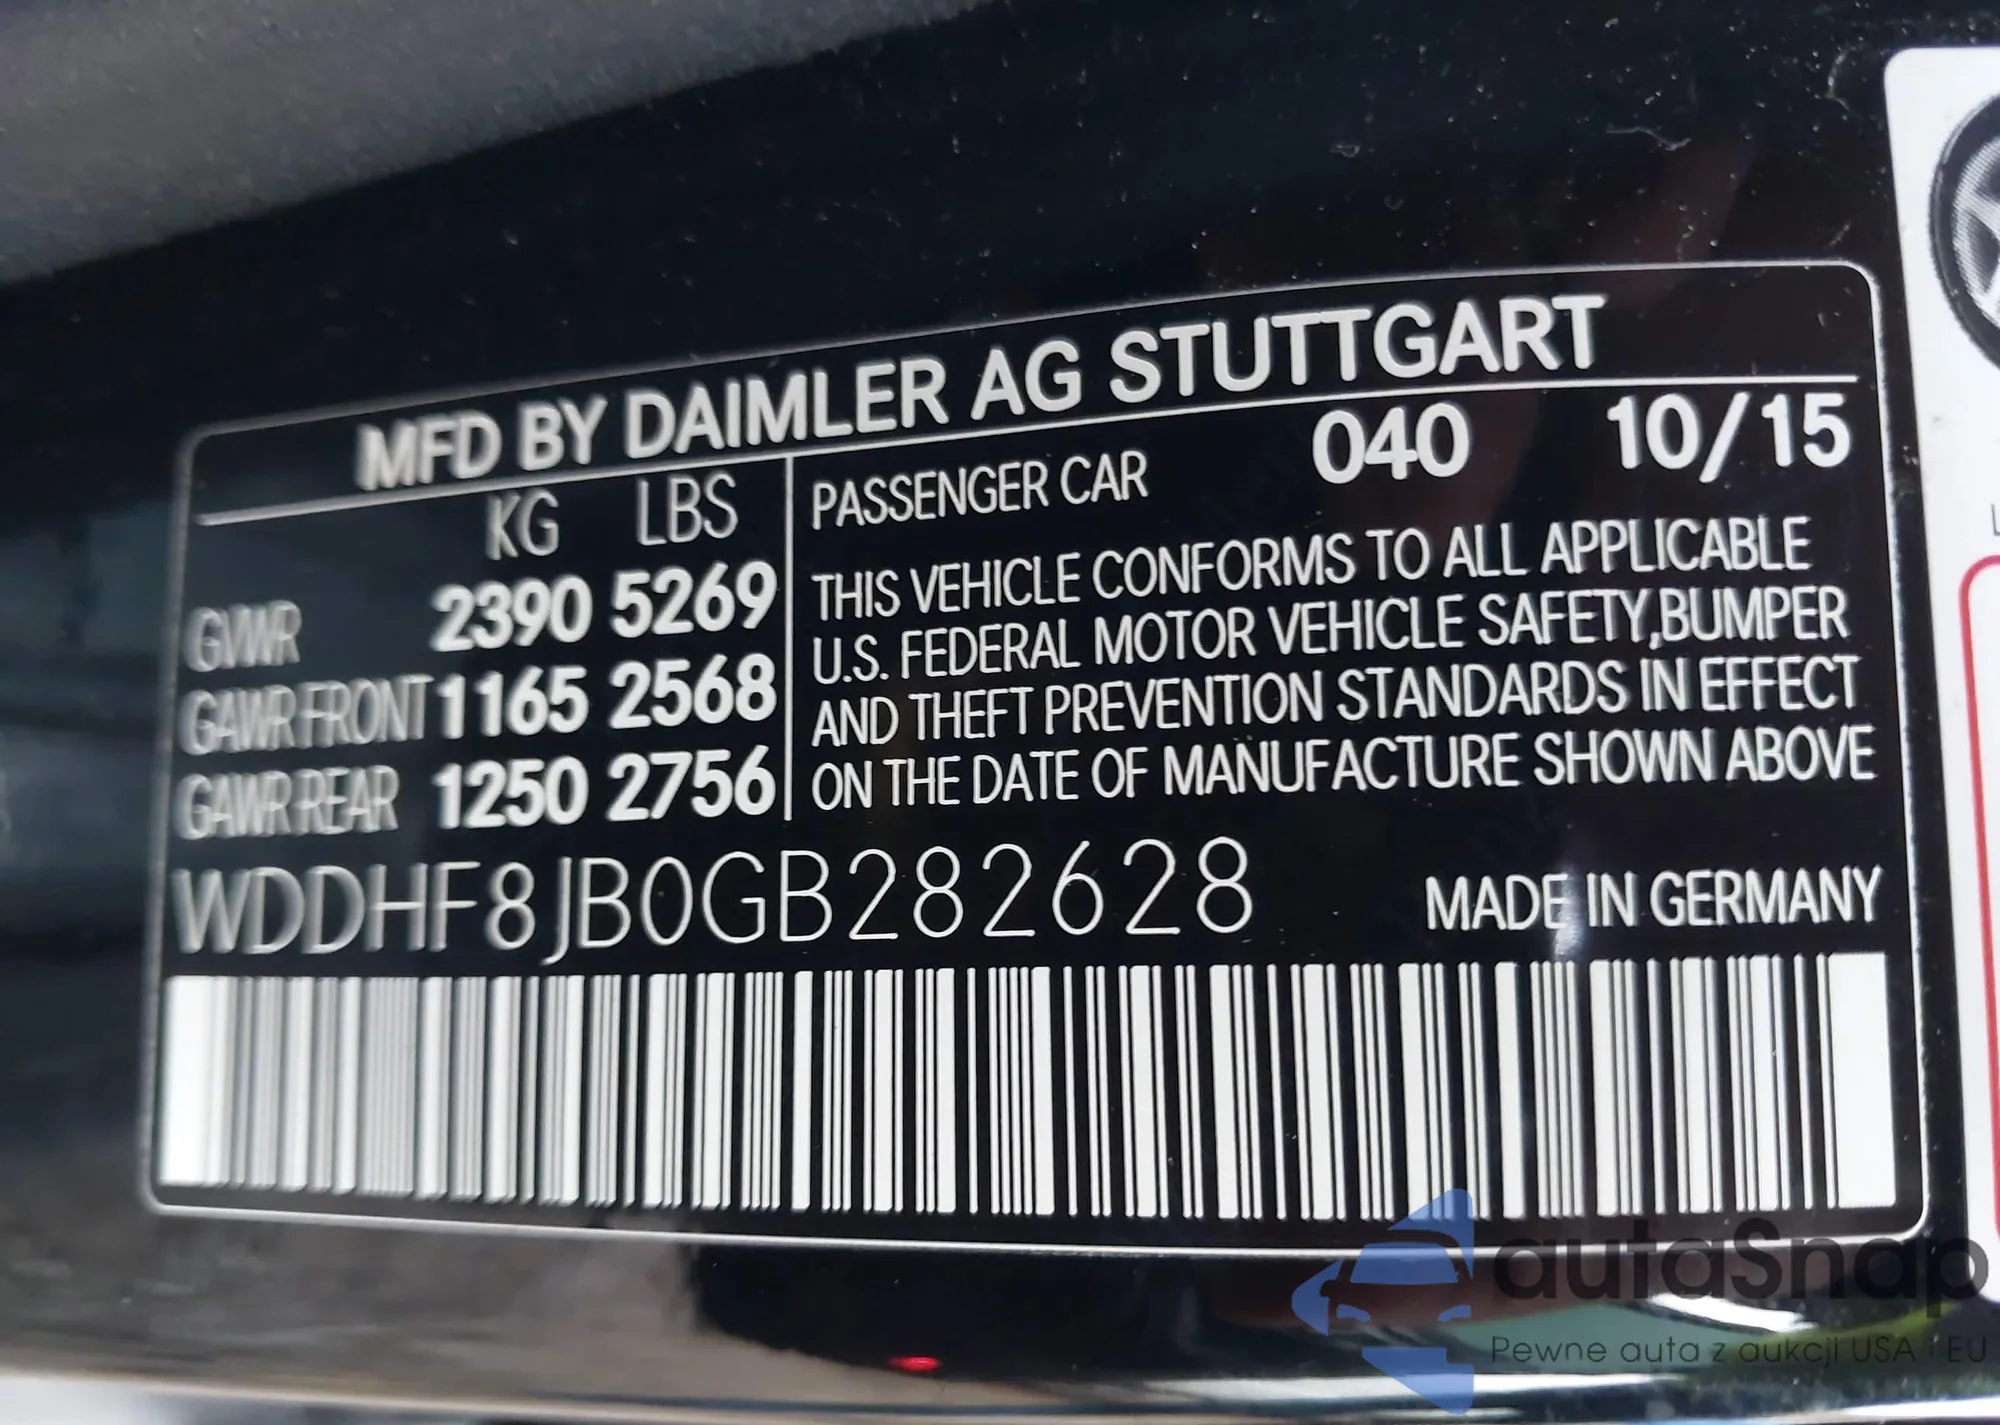 MFD BY DAIMLER AG STUTTGART
KG LBS
GVWR 2390 5269
GAWR FRONT 1165 2568
GAWR REAR 1250 2756
PASSENGER CAR 040 10/15
THIS VEHICLE CONFORMS TO ALL APPLICABLE
U.S. FEDERAL MOTOR VEHICLE SAFETY,BUMPER
AND THEFT PREVENTION STANDARDS IN EFFECT
ON THE DATE OF MANUFACTURE SHOWN ABOVE
WDDHF8JB0GB282628 MADE IN GERMANY
autoSnap
Pewne auta z aukcji USA i EU